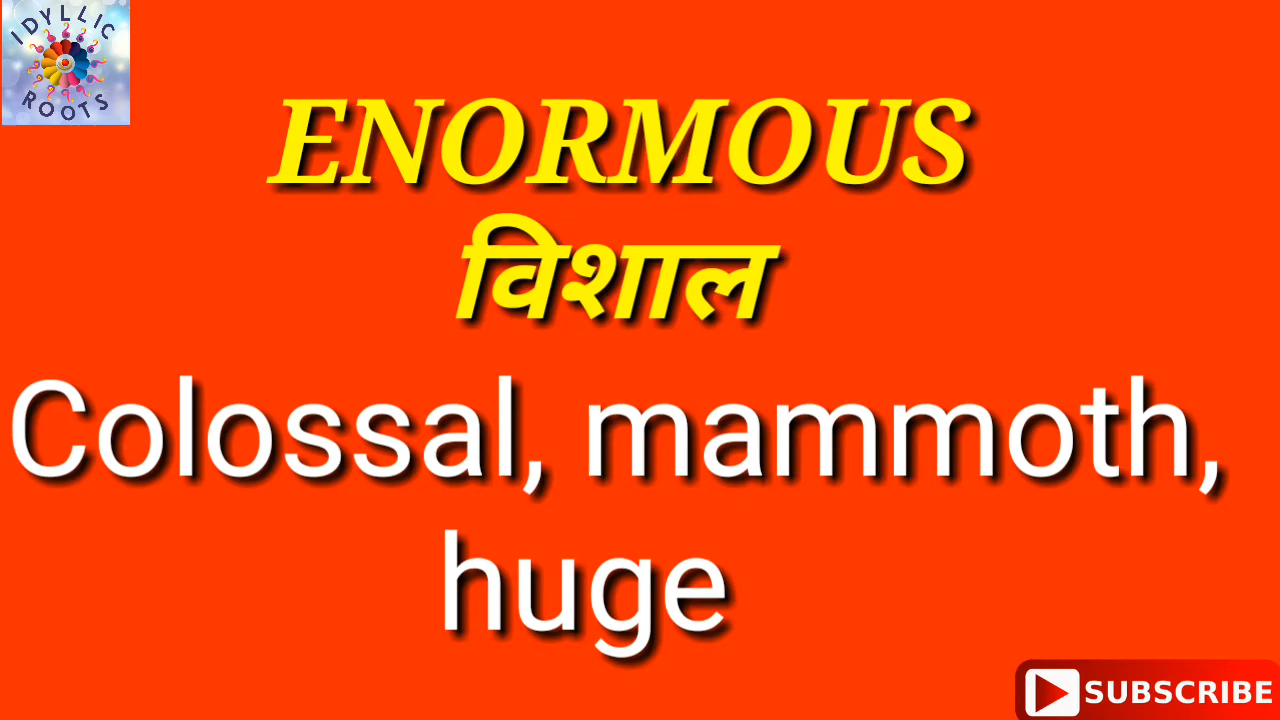 IDYLLIC
ROOTS
ENORMOUS
विशाल
Colossal, mammoth,
huge
SUBSCRIBE